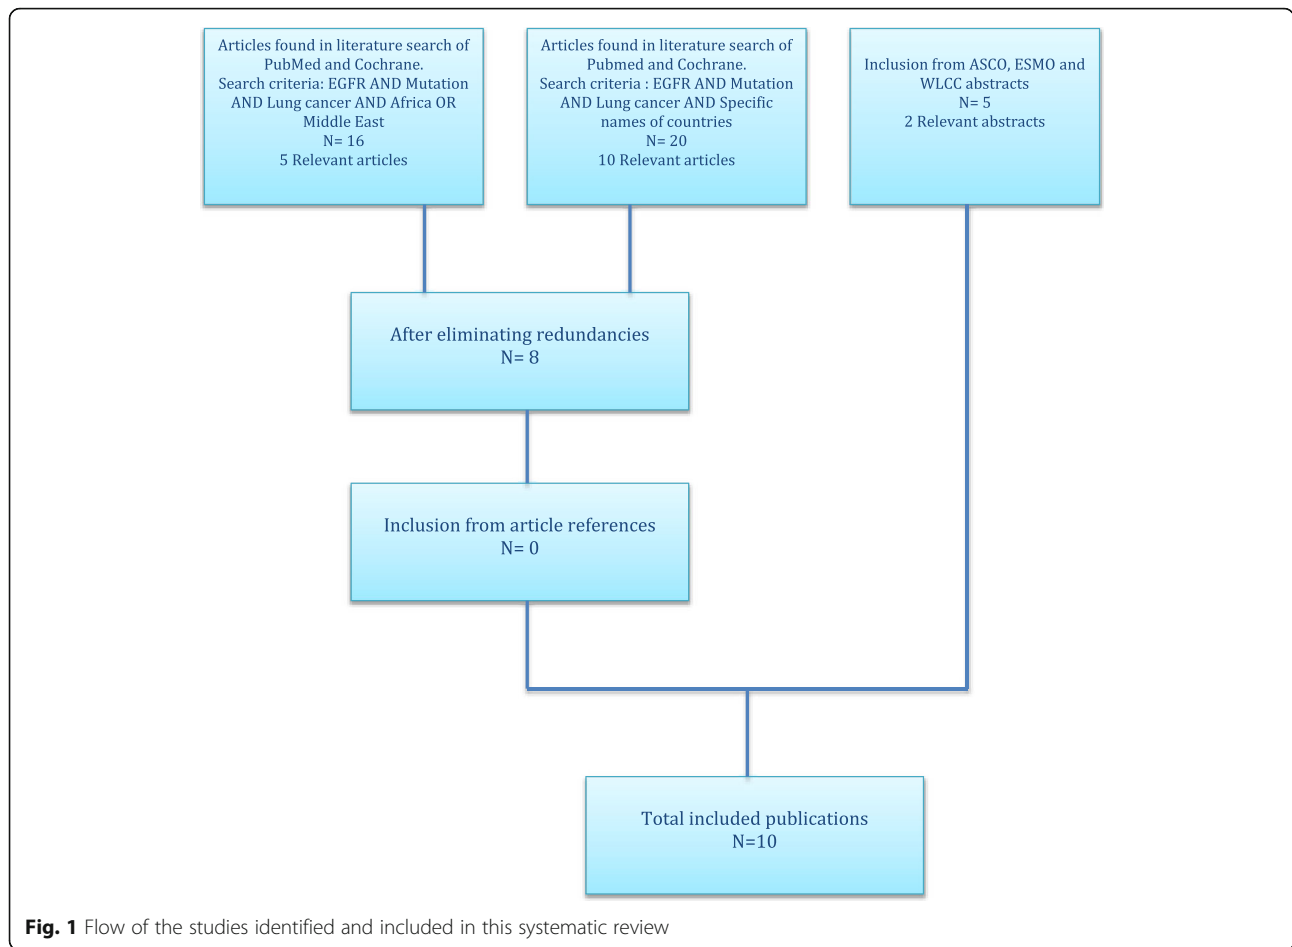 Articles found in literature search of
PubMed and Cochrane.
Search criteria: EGFR AND Mutation
AND Lung cancer AND Africa OR
Middle East
N= 16
5 Relevant articles
Articles found in literature search of
Pubmed and Cochrane.
Search criteria : EGFR AND Mutation
AND Lung cancer AND Specific
names of countries
N= 20
10 Relevant articles
Inclusion from ASCO, ESMO and
WLCC abstracts
N= 5
2 Relevant abstracts
After eliminating redundancies
N= 8
Inclusion from article references
N= 0
Total included publications
N=10
Fig. 1 Flow of the studies identified and included in this systematic review